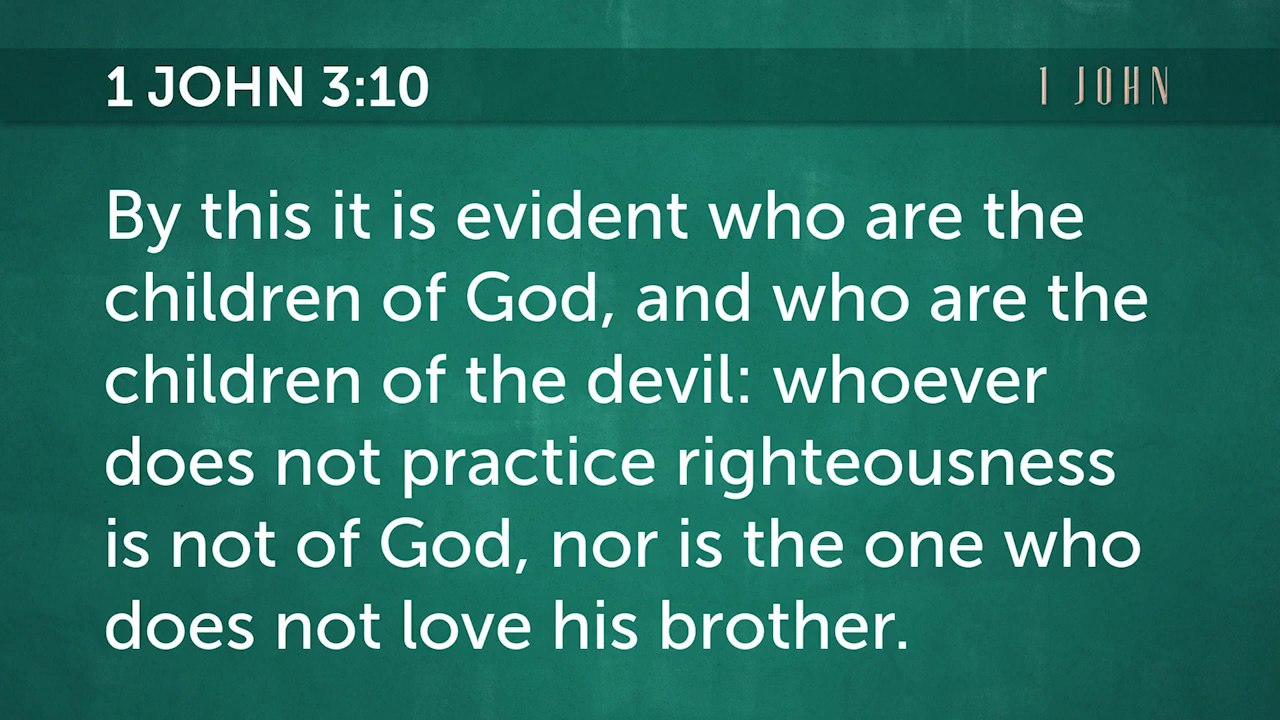 1 JOHN 3:10
1 JOHN
By this it is evident who are the
children of God, and who are the
children of the devil: whoever
does not practice righteousness
is not of God, nor is the one who
does not love his brother.